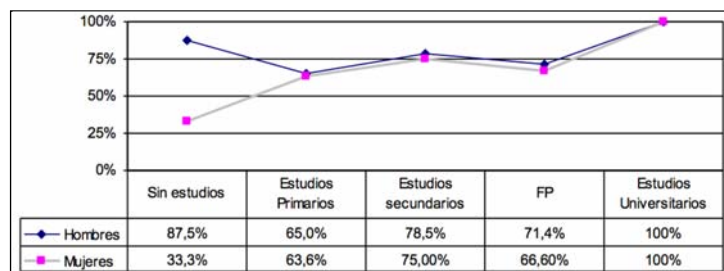 100%
75%
50%
25%
0%
Sin estudios Estudios Primarios Estudios secundarios FP Estudios Universitarios
Hombres 87,5% 65,0% 78,5% 71,4% 100%
Mujeres 33,3% 63,6% 75,00% 66,60% 100%